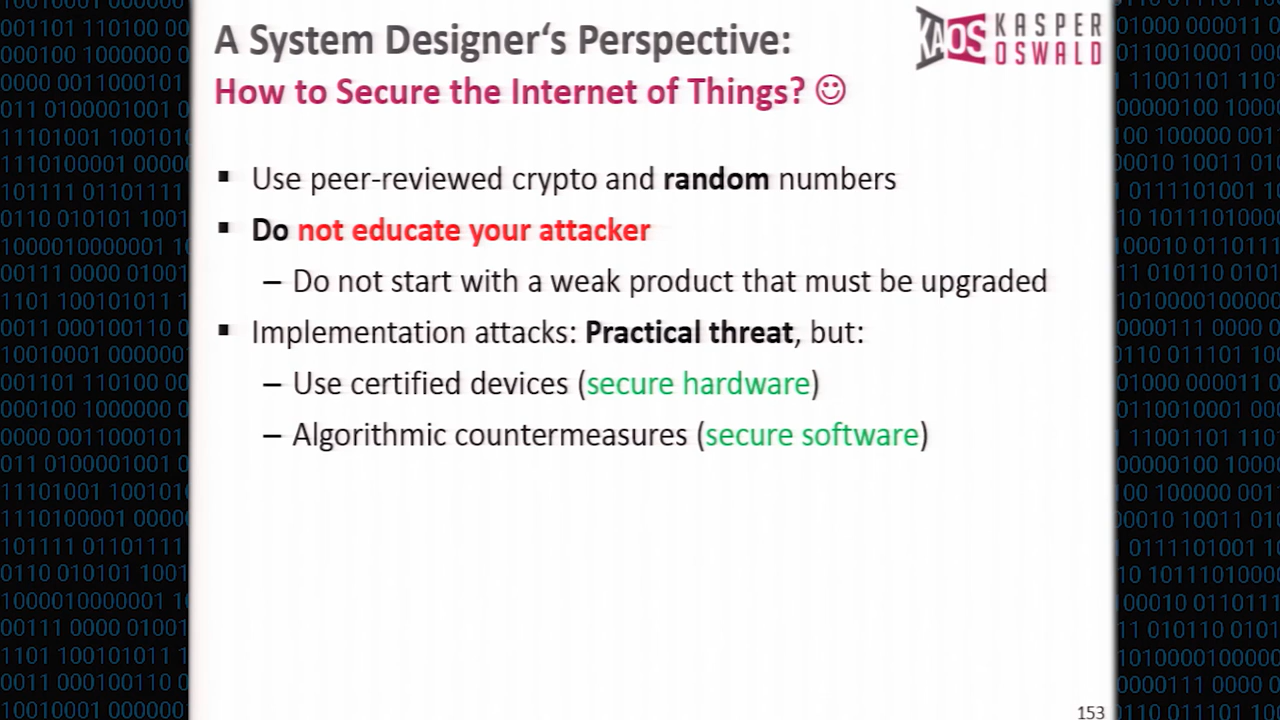 A System Designer‘s Perspective:
How to Secure the Internet of Things? ☺
KAOS KASPER
OSWALD
▪ Use peer-reviewed crypto and random numbers
▪ Do not educate your attacker
– Do not start with a weak product that must be upgraded
▪ Implementation attacks: Practical threat, but:
– Use certified devices (secure hardware)
– Algorithmic countermeasures (secure software)
153